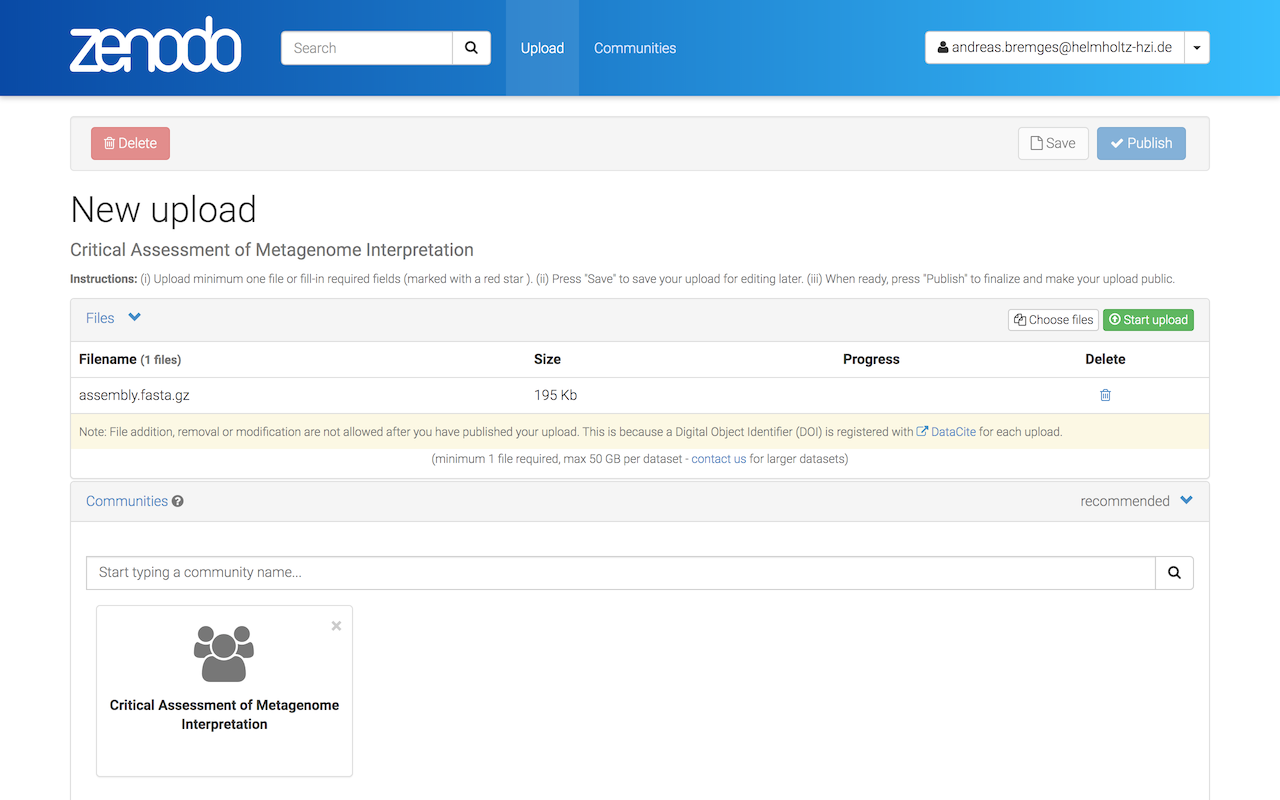 zenodo
Search
Upload
Communities
andreas.bremges@helmholtz-hzi.de
Delete
Save
Publish
New upload
Critical Assessment of Metagenome Interpretation
Instructions: (i) Upload minimum one file or fill-in required fields (marked with a red star ). (ii) Press "Save" to save your upload for editing later. (iii) When ready, press "Publish" to finalize and make your upload public.
Files
Choose files
Start upload
Filename (1 files) Size Progress Delete
assembly.fasta.gz 195 Kb
Note: File addition, removal or modification are not allowed after you have published your upload. This is because a Digital Object Identifier (DOI) is registered with DataCite for each upload.
(minimum 1 file required, max 50 GB per dataset - contact us for larger datasets)
Communities
recommended
Start typing a community name...
Critical Assessment of Metagenome
Interpretation